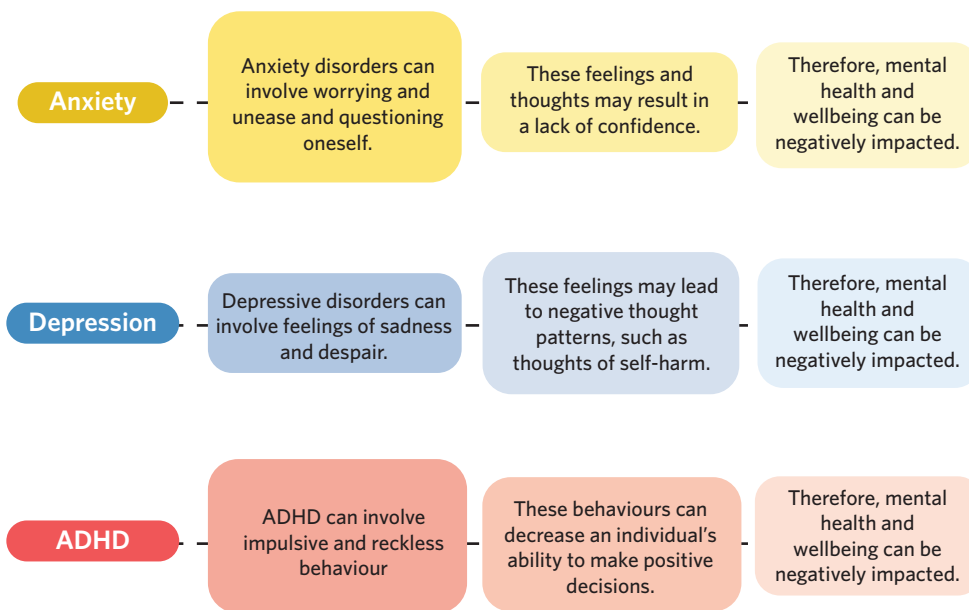 Anxiety
Anxiety disorders can
involve worrying and
unease and questioning
oneself.
These feelings and
thoughts may result in
a lack of confidence.
Therefore, mental
health and
wellbeing can be
negatively impacted.
Depression
Depressive disorders can
involve feelings of sadness
and despair.
These feelings may lead
to negative thought
patterns, such as
thoughts of self-harm.
Therefore, mental
health and
wellbeing can be
negatively impacted.
ADHD
ADHD can involve
impulsive and reckless
behaviour
These behaviours can
decrease an individual’s
ability to make positive
decisions.
Therefore, mental
health and
wellbeing can be
negatively impacted.